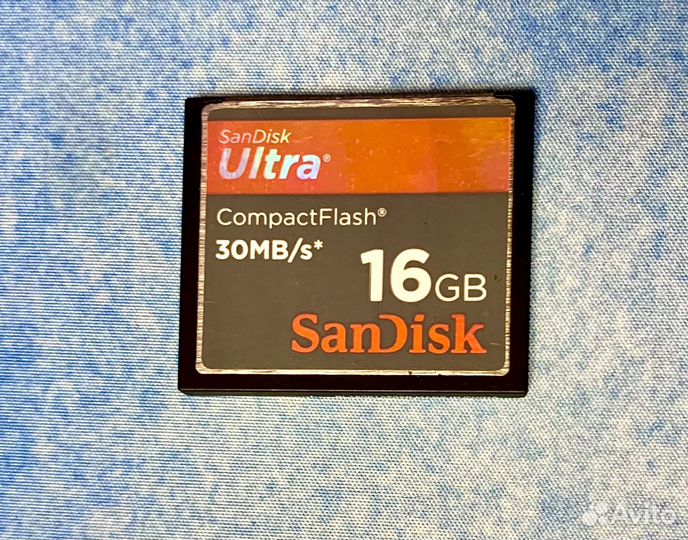 SanDisk
Ultra®
CompactFlash®
30MB/s*
16GB
SanDisk
Avito